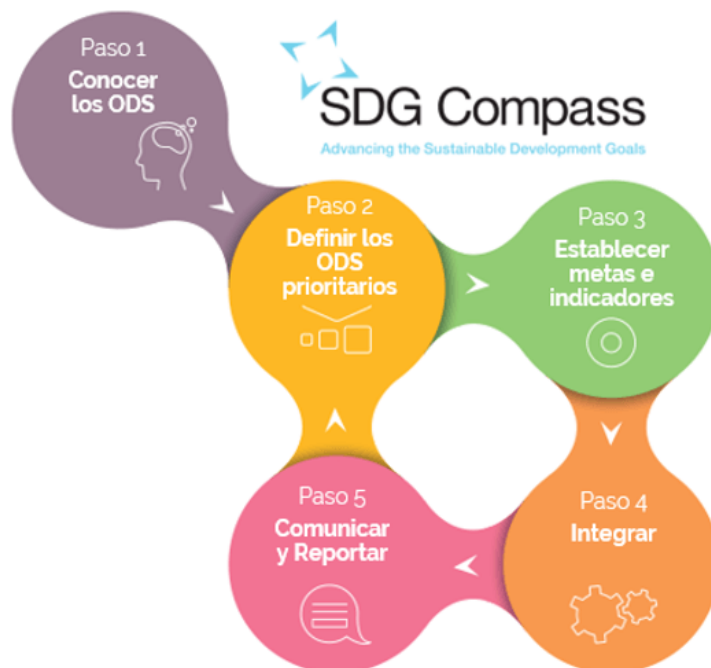 Paso 1
Conocer
los ODS
SDG Compass
Advancing the Sustainable Development Goals
Paso 2
Definir los
ODS
prioritarios
Paso 3
Establecer
metas e
indicadores
Paso 4
Integrar
Paso 5
Comunicar
y Reportar